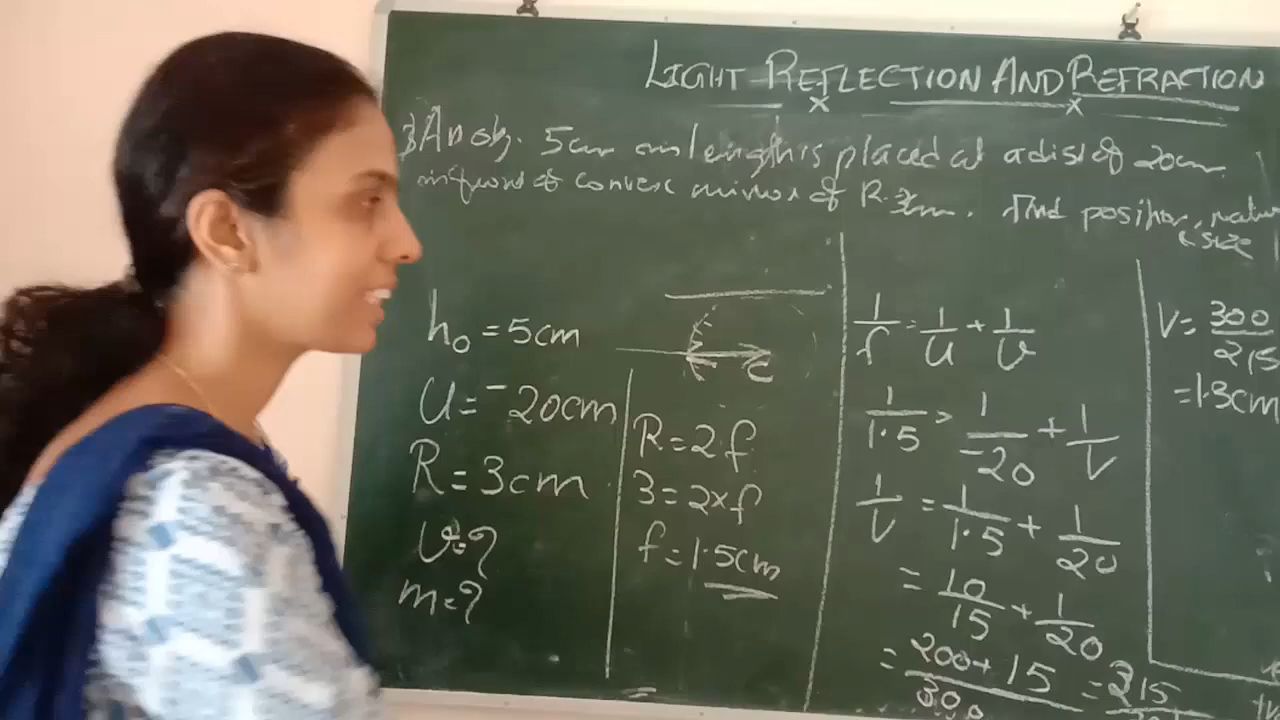 LIGHT REFLECTION AND REFRACTION
3) An obj. 5cm in length is placed at a dist of 20cm
in front of convex mirror of R 3cm. Find position, natu
& size
h₀ = 5cm
U = -20cm
R = 3cm
V = ?
m = ?
C
R = 2f
3 = 2×f
f = 1.5cm
1/f = 1/u + 1/v
1/1.5 = 1/-20 + 1/v
1/v = 1/1.5 + 1/20
= 10/15 + 1/20
= 200+15/300 = 215
V = 300/215
= 1.3cm